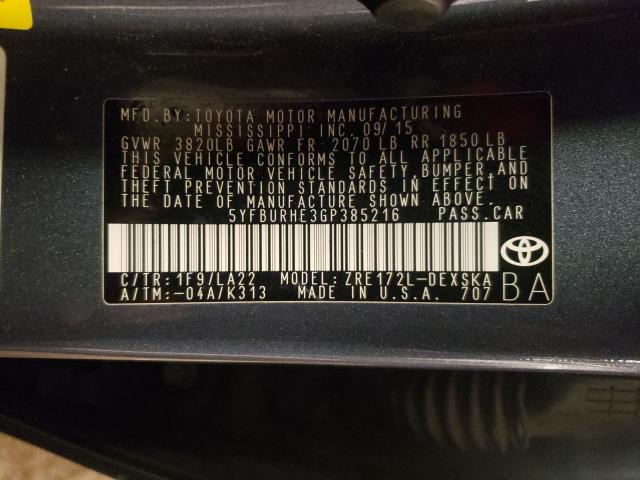 MFD.BY:TOYOTA MOTOR MANUFACTURING
MISSISSIPPI INC.09/15
GVWR 3820LB GAWR FR 2070 LB RR 1850 LB
THIS VEHICLE CONFORMS TO ALL APPLICABLE
FEDERAL MOTOR VEHICLE SAFETY,BUMPER,AND
THEFT PREVENTION STANDARDS IN EFFECT ON
THE DATE OF MANUFACTURE SHOWN ABOVE.
5YFBURHE3GP385216 PASS.CAR
C/TR:1F9/LA22 MODEL:ZRE172L-DEXSKA
A/TM:-04A/K313 MADE IN U.S.A. 707
BA